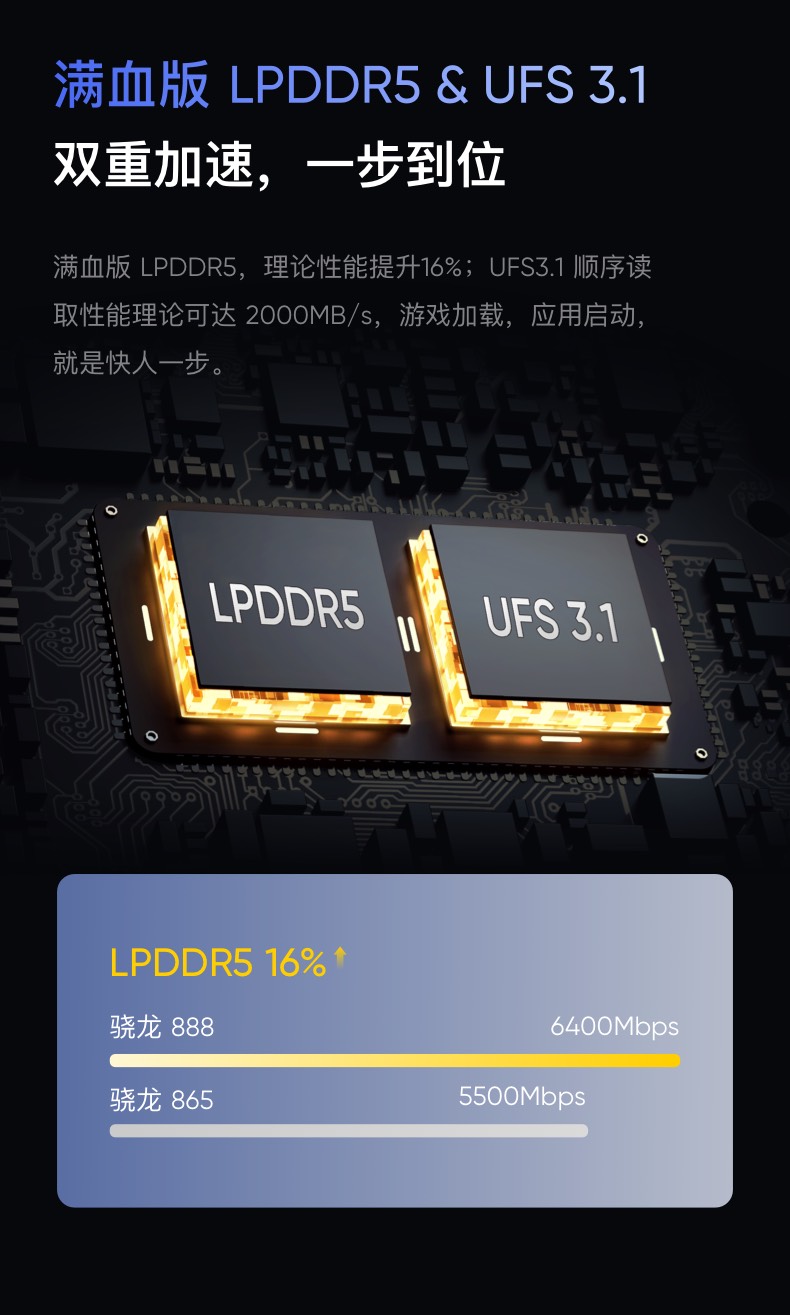 满血版 LPDDR5 & UFS 3.1
双重加速，一步到位
满血版 LPDDR5，理论性能提升16%；UFS3.1 顺序读
取性能理论可达 2000MB/s，游戏加载，应用启动，
就是快人一步。
LPDDR5
UFS 3.1
LPDDR5 16%
骁龙 888
6400Mbps
骁龙 865
5500Mbps